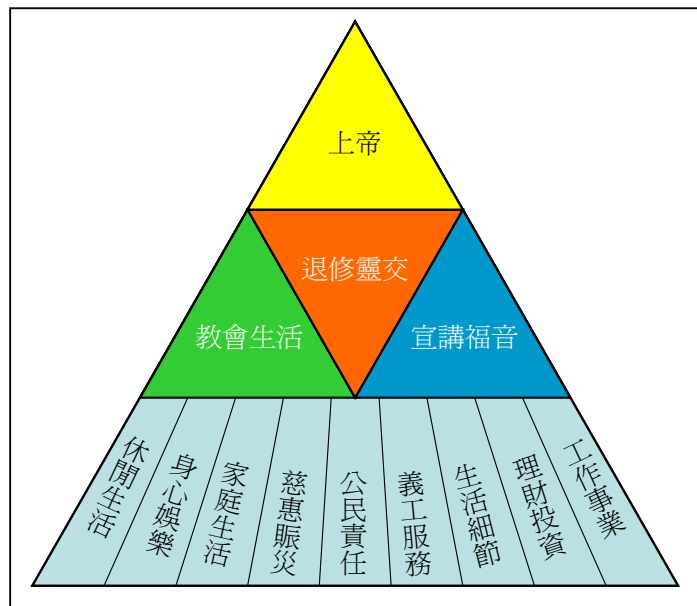 上帝
退修靈交
教會生活
宣講福音
休閒生活
身心娛樂
家庭生活
慈惠賑災
公民責任
義工服務
生活細節
理財投資
工作事業